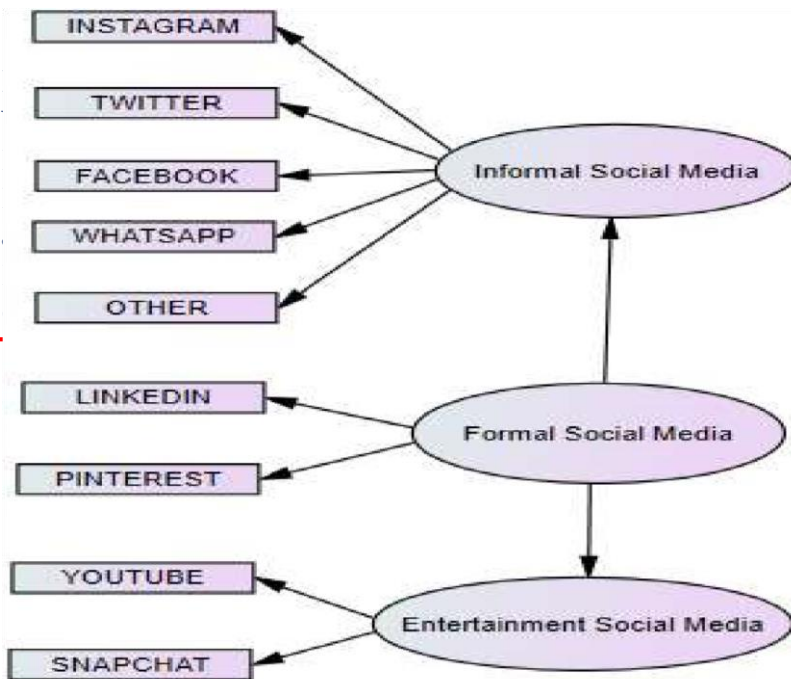 INSTAGRAM
TWITTER
FACEBOOK
WHATSAPP
OTHER
Informal Social Media
LINKEDIN
PINTEREST
Formal Social Media
YOUTUBE
SNAPCHAT
Entertainment Social Media